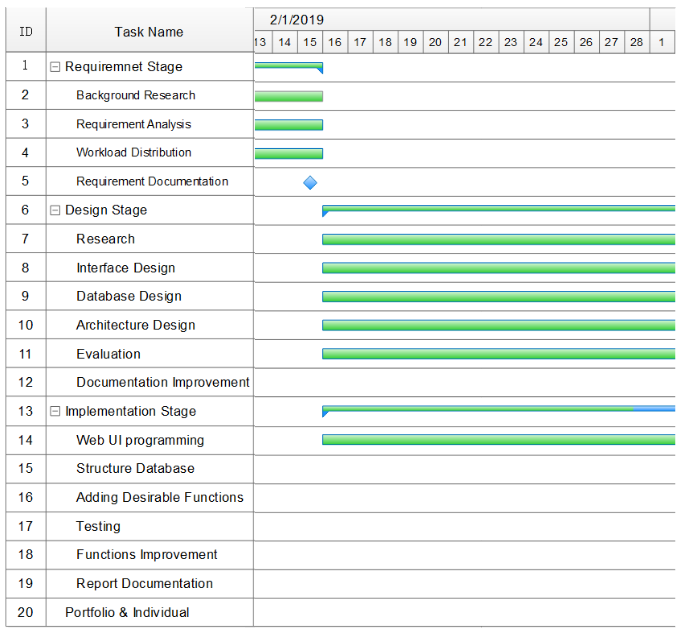 ID Task Name 2/1/2019
13 14 15 16 17 18 19 20 21 22 23 24 25 26 27 28 1
1 Requiremnet Stage
2 Background Research
3 Requirement Analysis
4 Workload Distribution
5 Requirement Documentation
6 Design Stage
7 Research
8 Interface Design
9 Database Design
10 Architecture Design
11 Evaluation
12 Documentation Improvement
13 Implementation Stage
14 Web UI programming
15 Structure Database
16 Adding Desirable Functions
17 Testing
18 Functions Improvement
19 Report Documentation
20 Portfolio & Individual